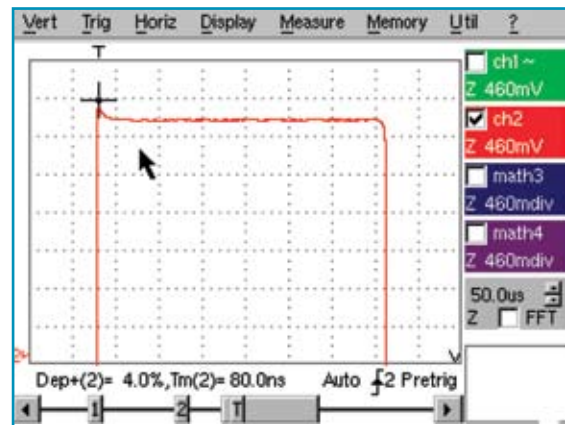 Vert Trig Horiz Display Measure Memory Util ?
T
ch1 ~
Z 460mV
ch2
Z 460mV
math3
Z 460mdiv
math4
Z 460mdiv
50.0us
Z FFT
Dep+(2)= 4.0%,Tm(2)= 80.0ns Auto 2 Pretrig
1 2 T